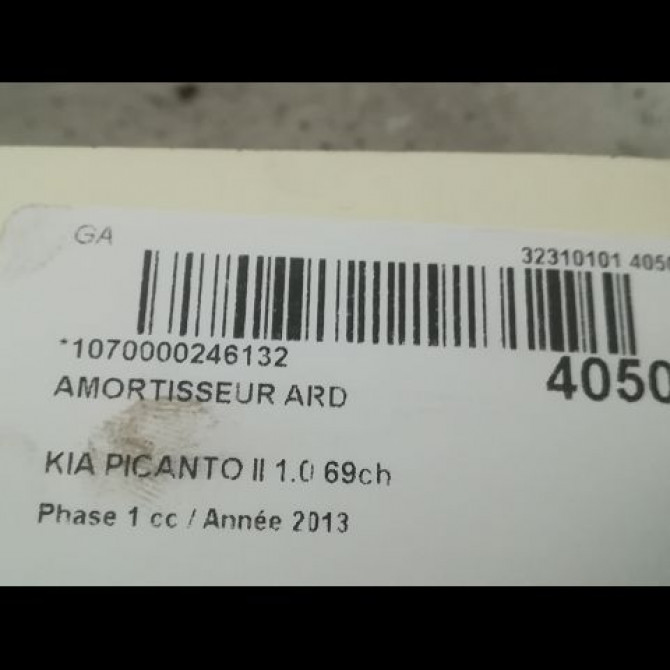 GA
32310101 4050
*1070000246132
4050
AMORTISSEUR ARD
KIA PICANTO II 1.0 69ch
Phase 1 cc / Année 2013